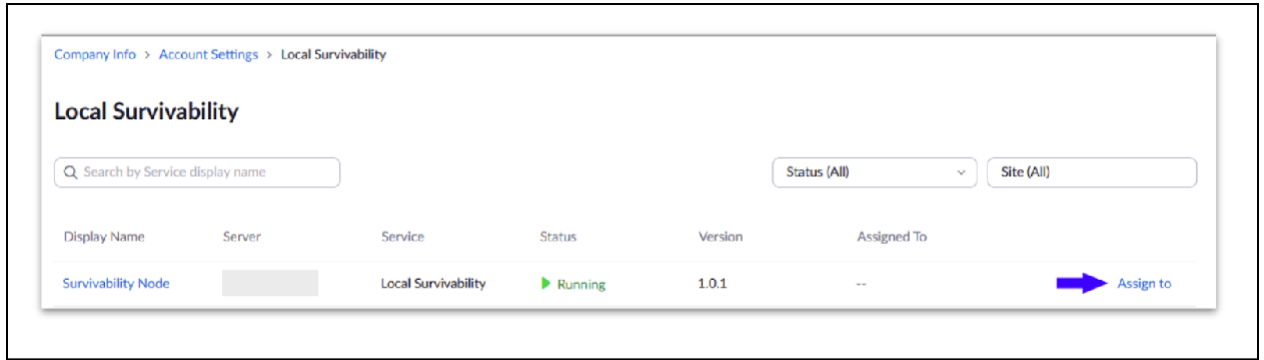 Company Info > Account Settings > Local Survivability
Local Survivability
Search by Service display name
Status (All)
Site (All)
Display Name Server Service Status Version Assigned To
Survivability Node Local Survivability Running 1.0.1 -- Assign to